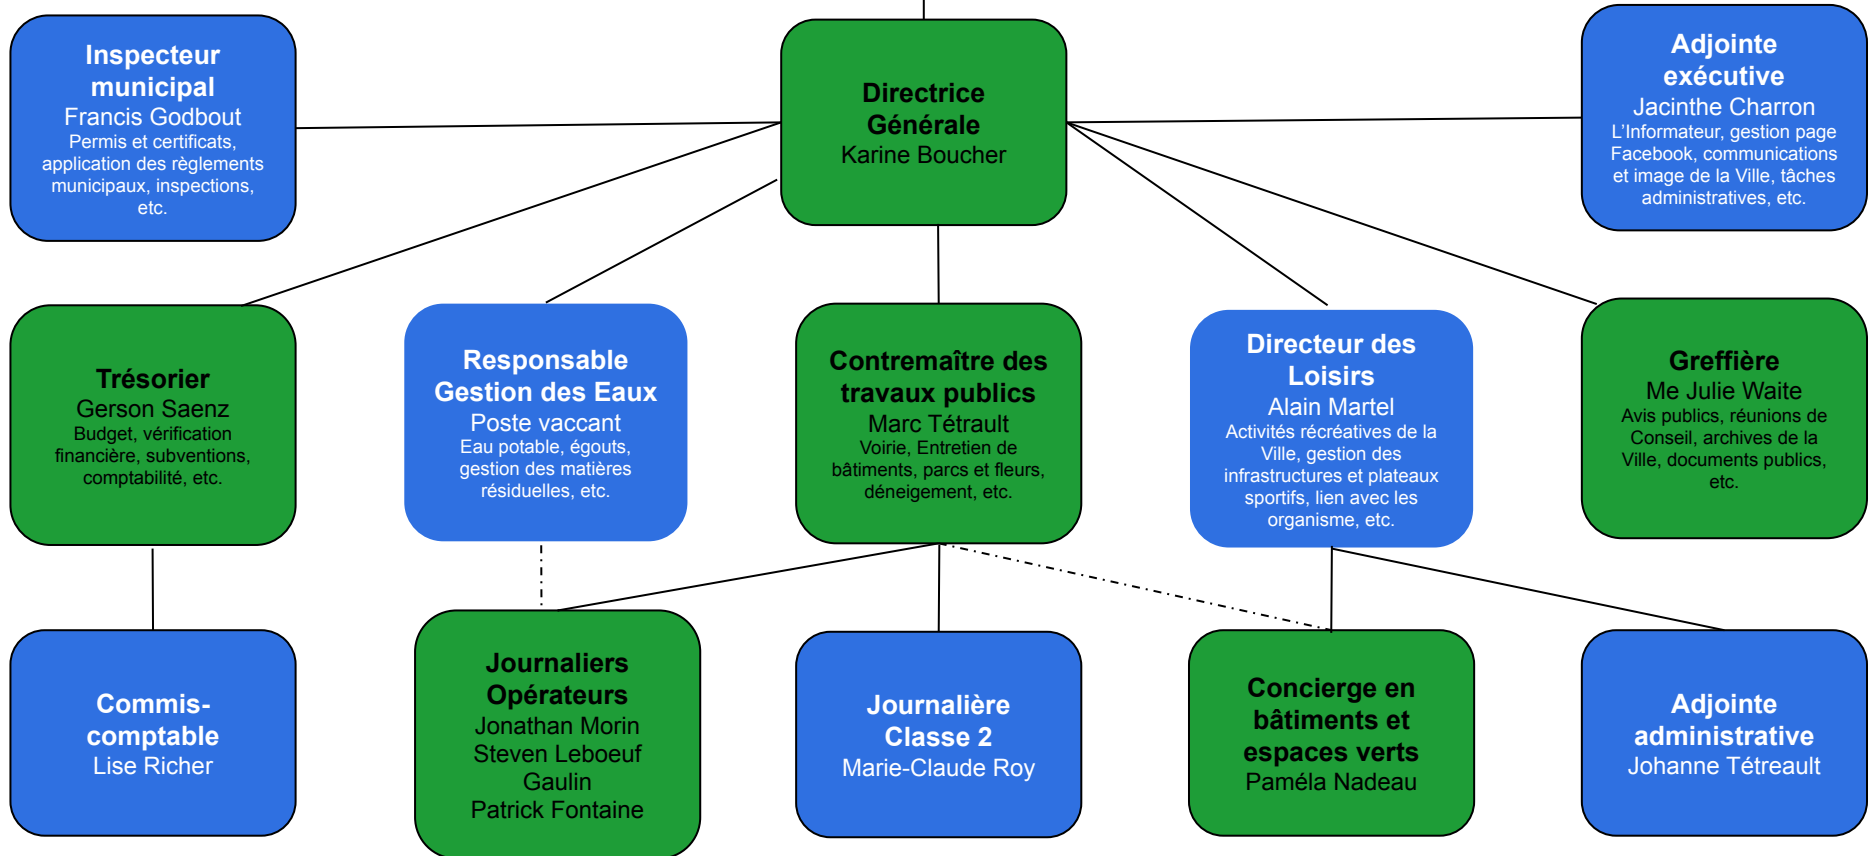 Inspecteur
municipal
Francis Godbout
Permis et certificats,
application des règlements
municipaux, inspections,
etc.
Directrice
Générale
Karine Boucher
Adjointe
exécutive
Jacinthe Charron
L'Informateur, gestion page
Facebook, communications
et image de la Ville, tâches
administratives, etc.
Trésorier
Gerson Saenz
Budget, vérification
financière, subventions,
comptabilité, etc.
Responsable
Gestion des Eaux
Poste vaccant
Eau potable, égouts,
gestion des matières
résiduelles, etc.
Contremaître des
travaux publics
Marc Tétrault
Voirie, Entretien de
bâtiments, parcs et fleurs,
déneigement, etc.
Directeur des
Loisirs
Alain Martel
Activités récréatives de la
Ville, gestion des
infrastructures et plateaux
sportifs, lien avec les
organisme, etc.
Greffière
Me Julie Waite
Avis publics, réunions de
Conseil, archives de la
Ville, documents publics,
etc.
Commis-
comptable
Lise Richer
Journaliers
Opérateurs
Jonathan Morin
Steven Leboeuf
Gaulin
Patrick Fontaine
Journalière
Classe 2
Marie-Claude Roy
Concierge en
bâtiments et
espaces verts
Paméla Nadeau
Adjointe
administrative
Johanne Tétreault